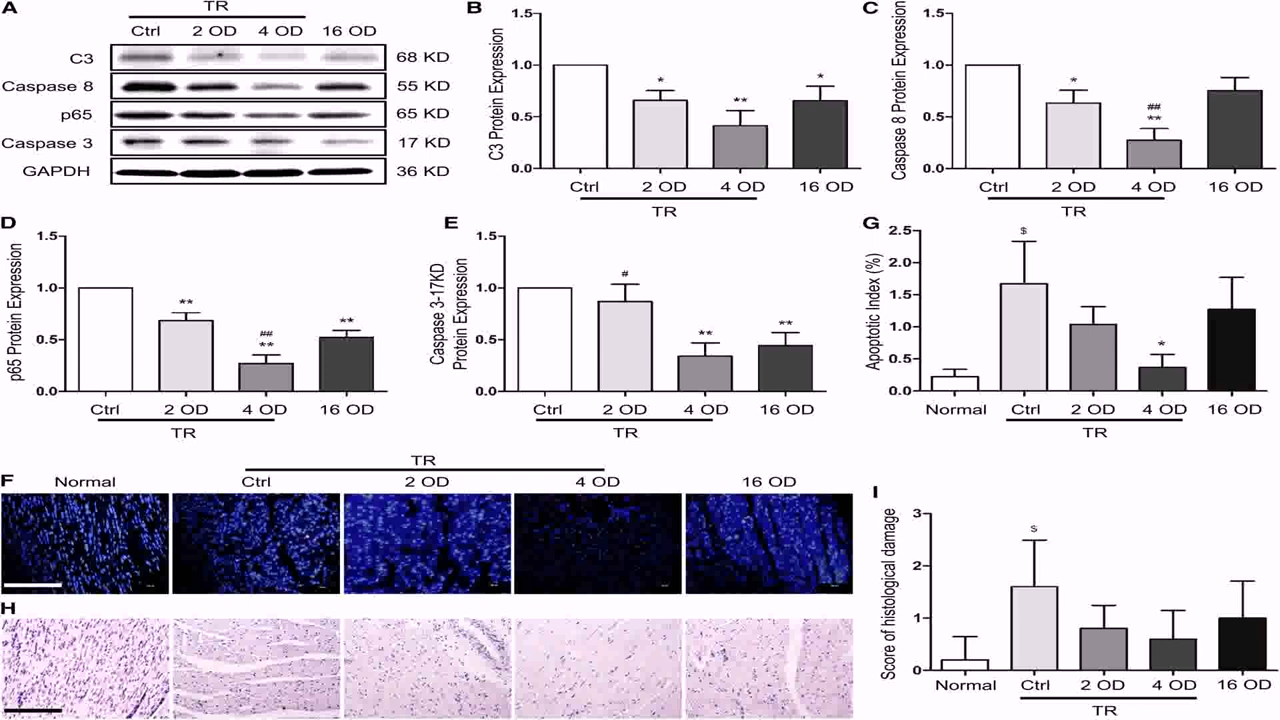 A
TR
Ctrl 2 OD 4 OD 16 OD
C3 68 KD
Caspase 8 55 KD
p65 65 KD
Caspase 3 17 KD
GAPDH 36 KD
B
C3 Protein Expression
1.5
1.0
0.5
0.0
*
**
*
Ctrl 2 OD 4 OD 16 OD
TR
C
Caspase 8 Protein Expression
1.5
1.0
0.5
0.0
*
##
**
Ctrl 2 OD 4 OD 16 OD
TR
D
p65 Protein Expression
1.5
1.0
0.5
0.0
**
##
**
**
Ctrl 2 OD 4 OD 16 OD
TR
E
Caspase 3-17KD
Protein Expression
1.5
1.0
0.5
0.0
#
**
**
Ctrl 2 OD 4 OD 16 OD
TR
G
Apoptotic Index (%)
2.5
2.0
1.5
1.0
0.5
0.0
$
*
Normal Ctrl 2 OD 4 OD 16 OD
TR
F
TR
Normal Ctrl 2 OD 4 OD 16 OD
H
I
Score of histological damage
3
2
1
0
$
Normal Ctrl 2 OD 4 OD 16 OD
TR